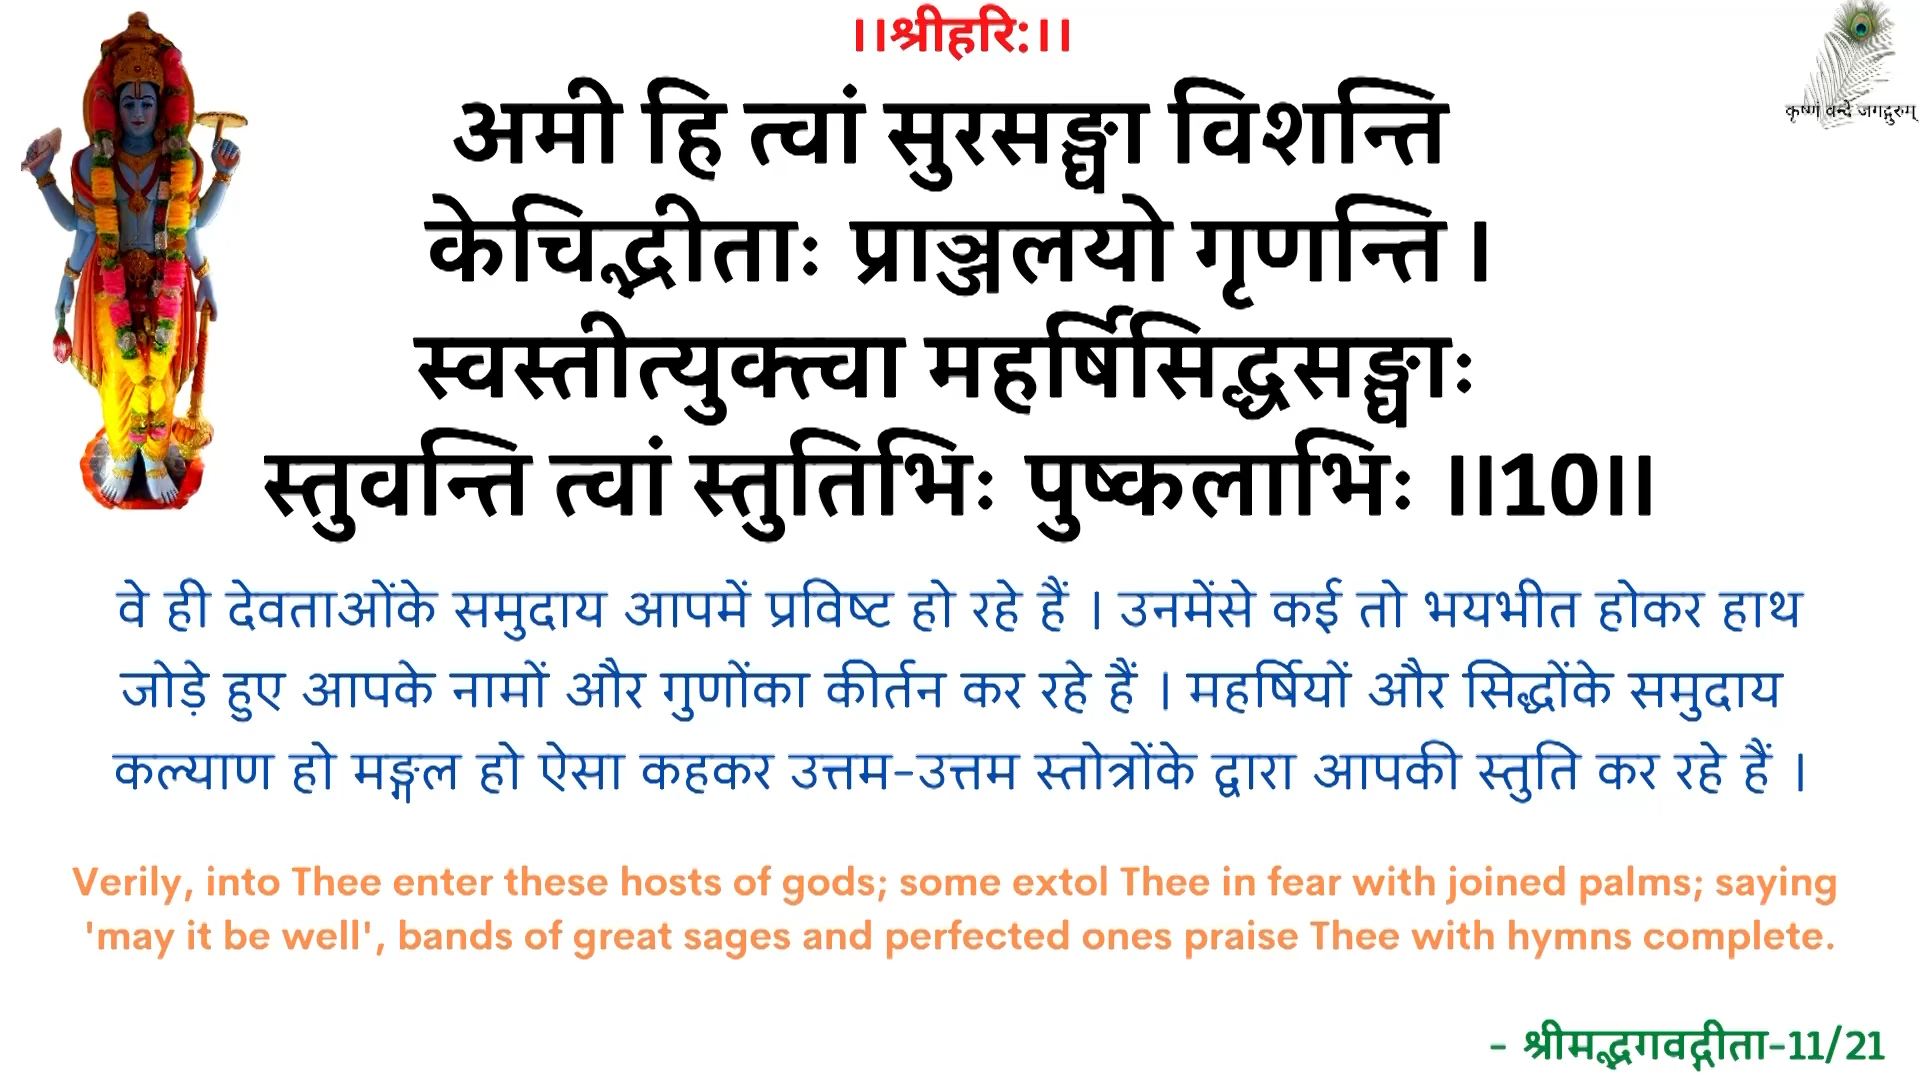 ।।श्रीहरि:।।
कृष्णं वन्दे जगद्गुरुम्
अमी हि त्वां सुरसङ्घा विशन्ति
केचिद्भीताः प्राञ्जलयो गृणन्ति ।
स्वस्तीत्युक्त्वा महर्षिसिद्धसङ्घाः
स्तुवन्ति त्वां स्तुतिभिः पुष्कलाभिः ॥10॥
वे ही देवताओंके समुदाय आपमें प्रविष्ट हो रहे हैं । उनमेंसे कई तो भयभीत होकर हाथ
जोड़े हुए आपके नामों और गुणोंका कीर्तन कर रहे हैं । महर्षियों और सिद्धोंके समुदाय
कल्याण हो मङ्गल हो ऐसा कहकर उत्तम-उत्तम स्तोत्रोंके द्वारा आपकी स्तुति कर रहे हैं ।
Verily, into Thee enter these hosts of gods; some extol Thee in fear with joined palms; saying
'may it be well', bands of great sages and perfected ones praise Thee with hymns complete.
- श्रीमद्भगवद्गीता-11/21